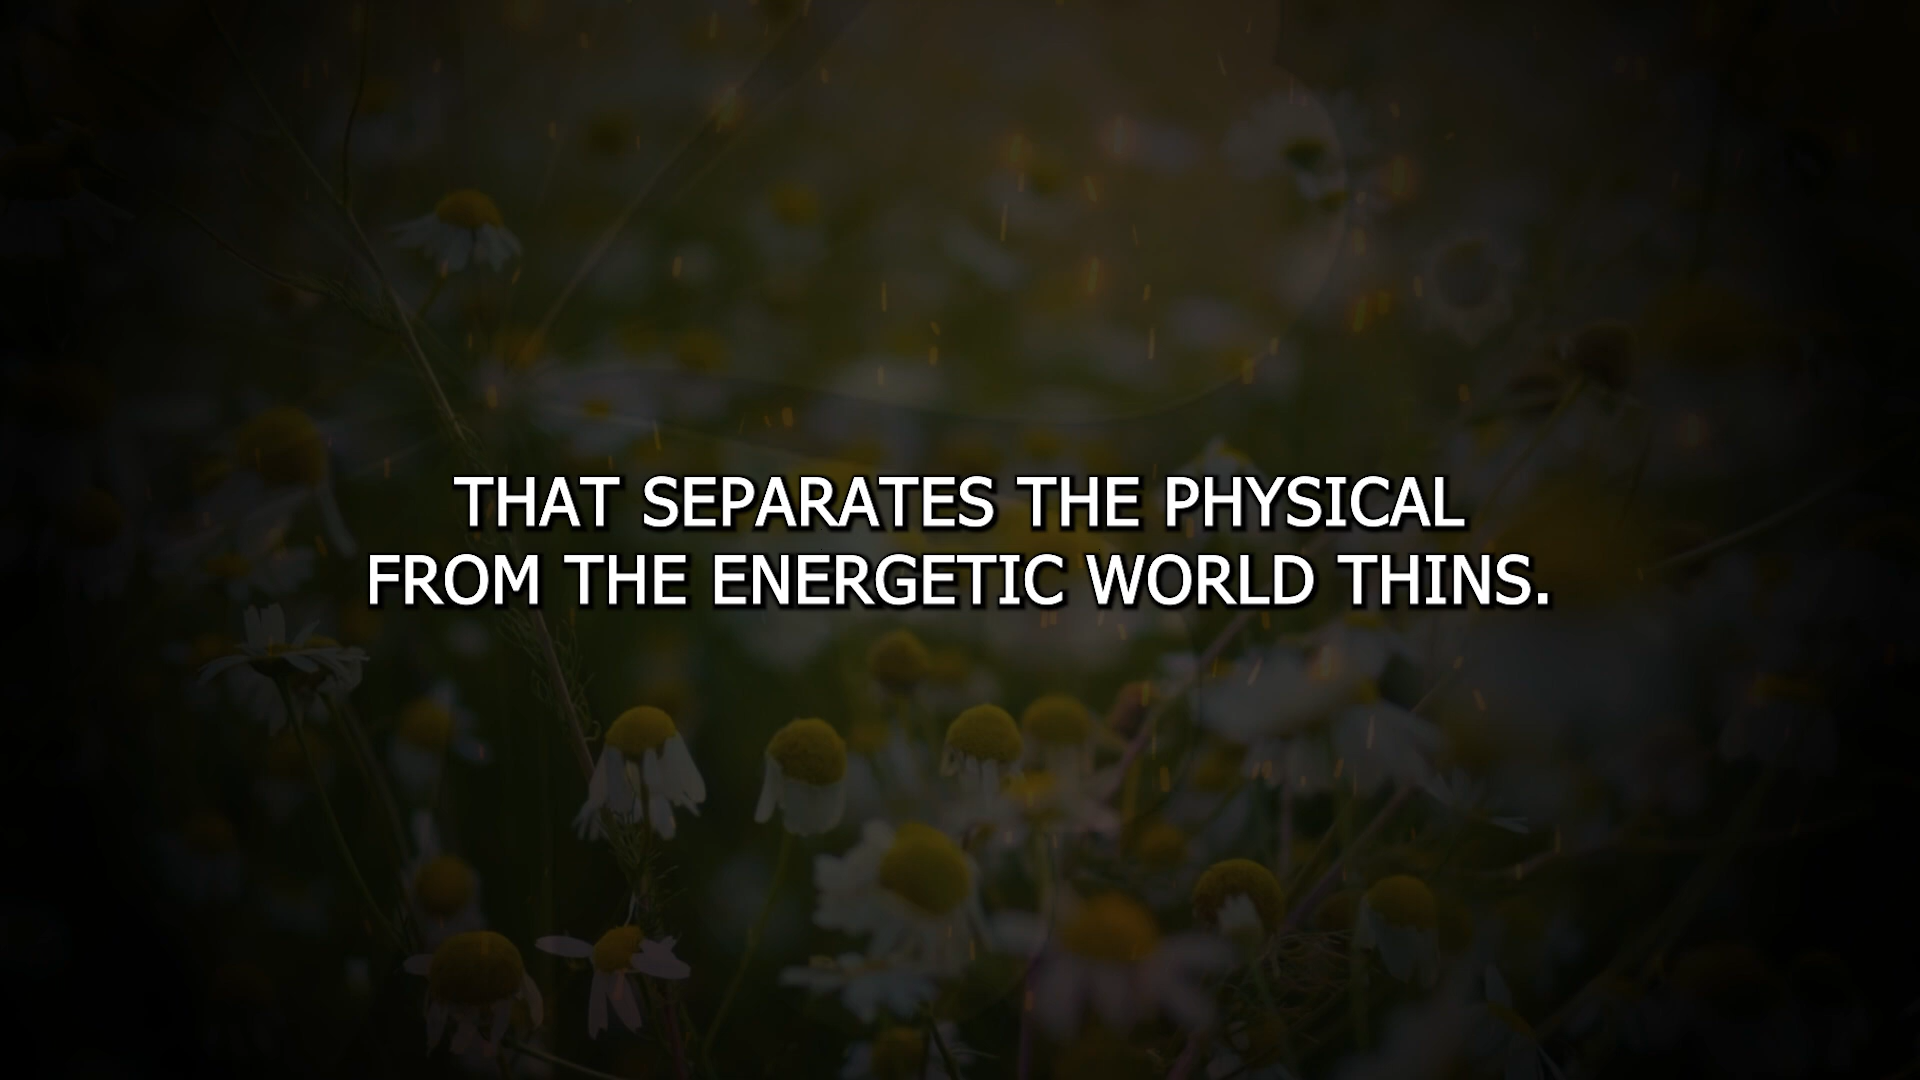 THAT SEPARATES THE PHYSICAL
FROM THE ENERGETIC WORLD THINS.